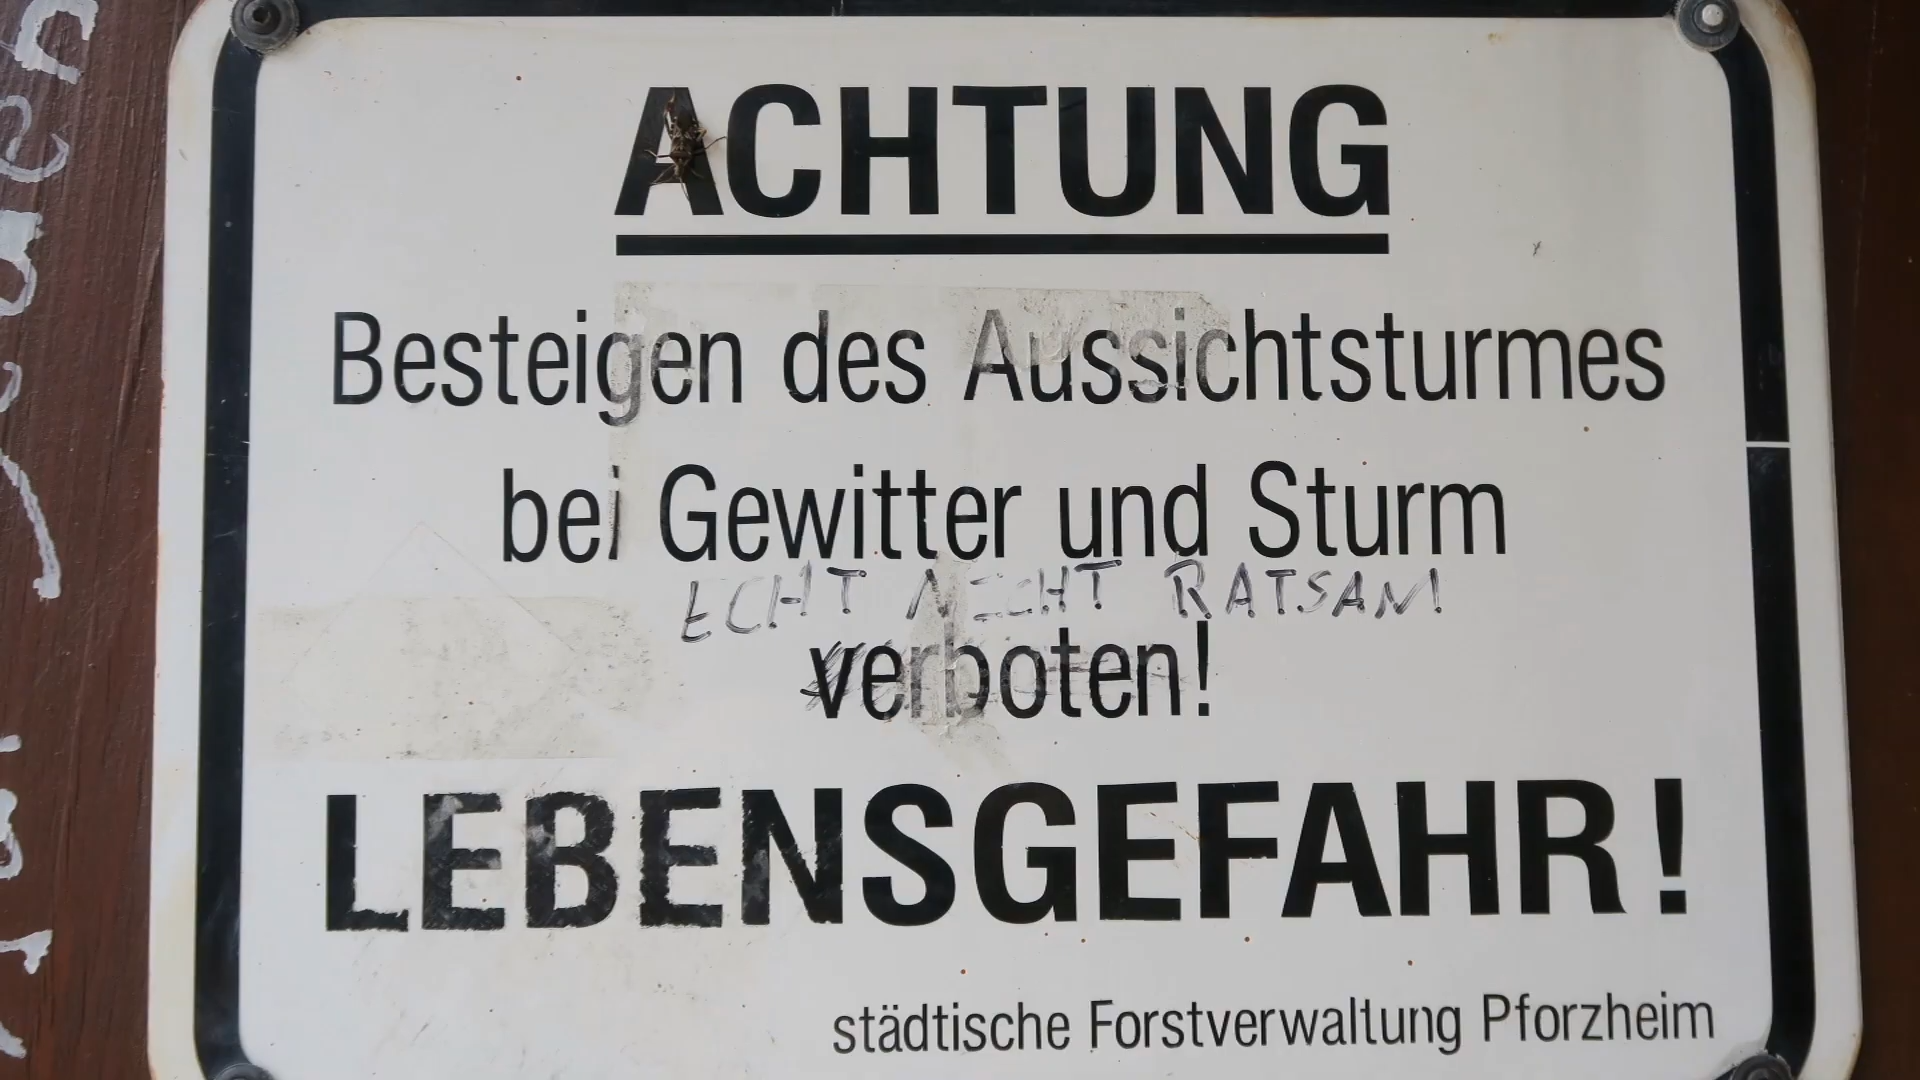 ACHTUNG
Besteigen des Aussichtsturmes
bei Gewitter und Sturm
ECHT NICHT RATSAM
verboten!
LEBENSGEFAHR!
städtische Forstverwaltung Pforzheim